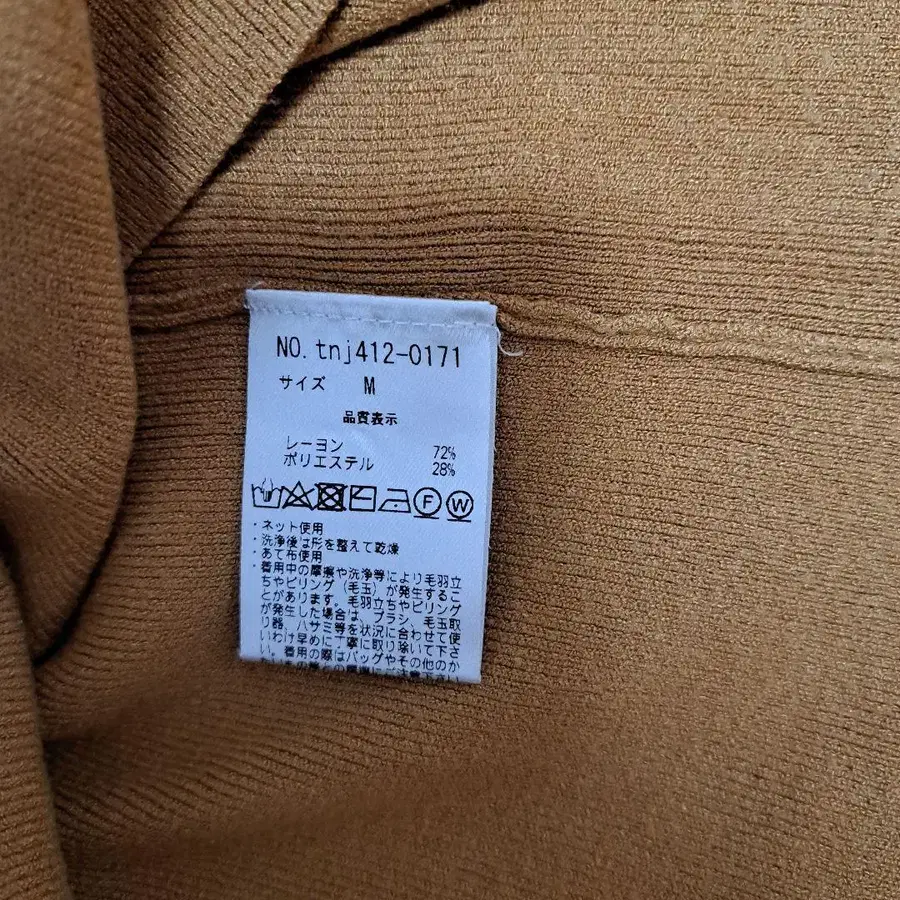 NO. tnj412-0171
サイズ M
品質表示
レーヨン 72%
ポリエステル 28%
F W
・ネット使用
・洗浄後は形を整えて乾燥
・あて布使用
・着用中の摩擦や洗浄等により毛羽立
ちやピリング(毛玉)が発生するこ
とがあります。毛羽立ちやピリング
が発生した場合は、ブラシ、毛玉取
り器、ハサミ等を状況に合わせて使
いわけ早めに丁寧に取り除いて下さ
い。着用の際はバッグやその他のか